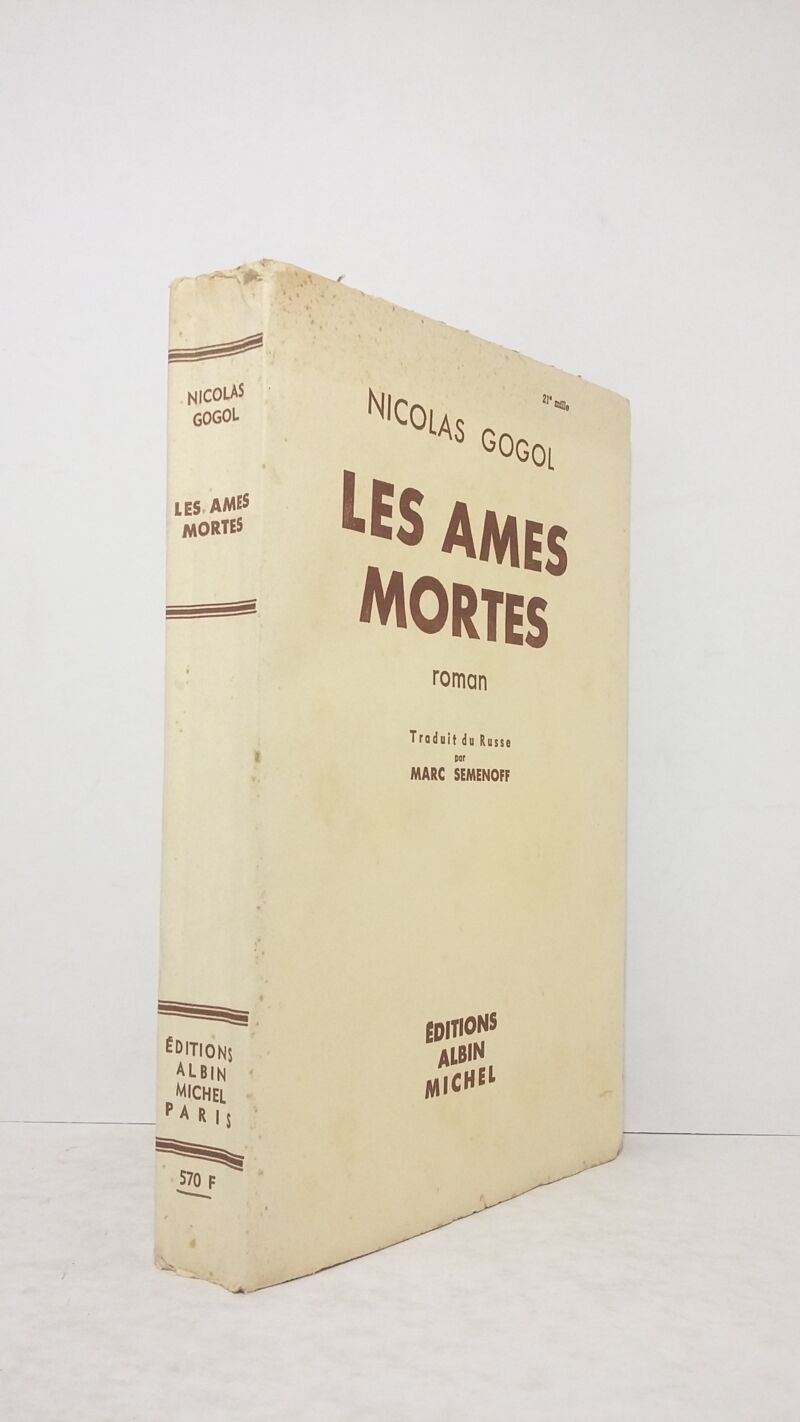 NICOLAS
GOGOL
LES AMES
MORTES
ÉDITIONS
ALBIN
MICHEL
PARIS
570 F
21e mille
NICOLAS GOGOL
LES AMES
MORTES
roman
Traduit du Russe
par
MARC SEMENOFF
ÉDITIONS
ALBIN
MICHEL